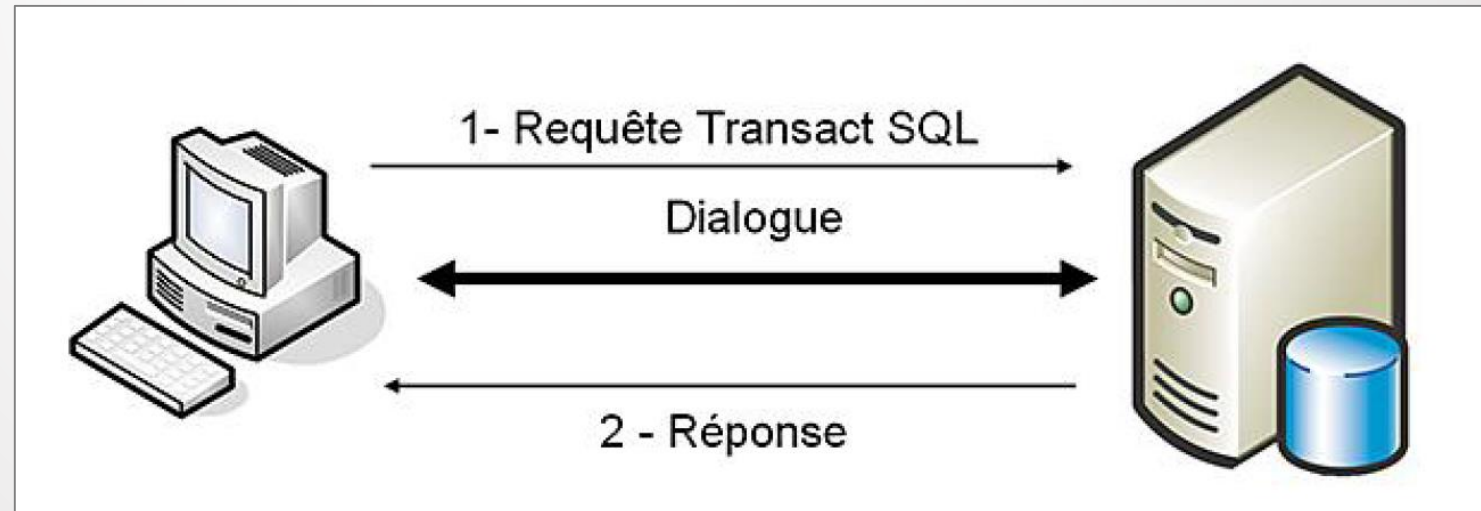 1- Requête Transact SQL
Dialogue
2 - Réponse